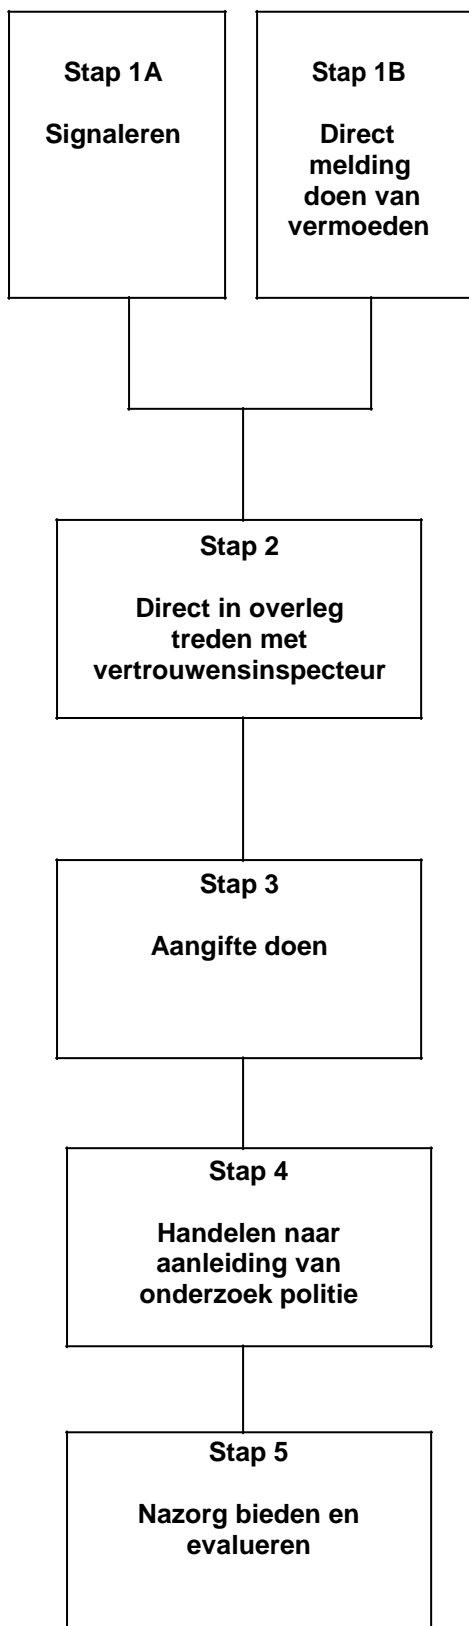 Stap 1A
Signaleren
Stap 1B
Direct
melding
doen van
vermoeden
Stap 2
Direct in overleg
treden met
vertrouwensinspecteur
Stap 3
Aangifte doen
Stap 4
Handelen naar
aanleiding van
onderzoek politie
Stap 5
Nazorg bieden en
evalueren